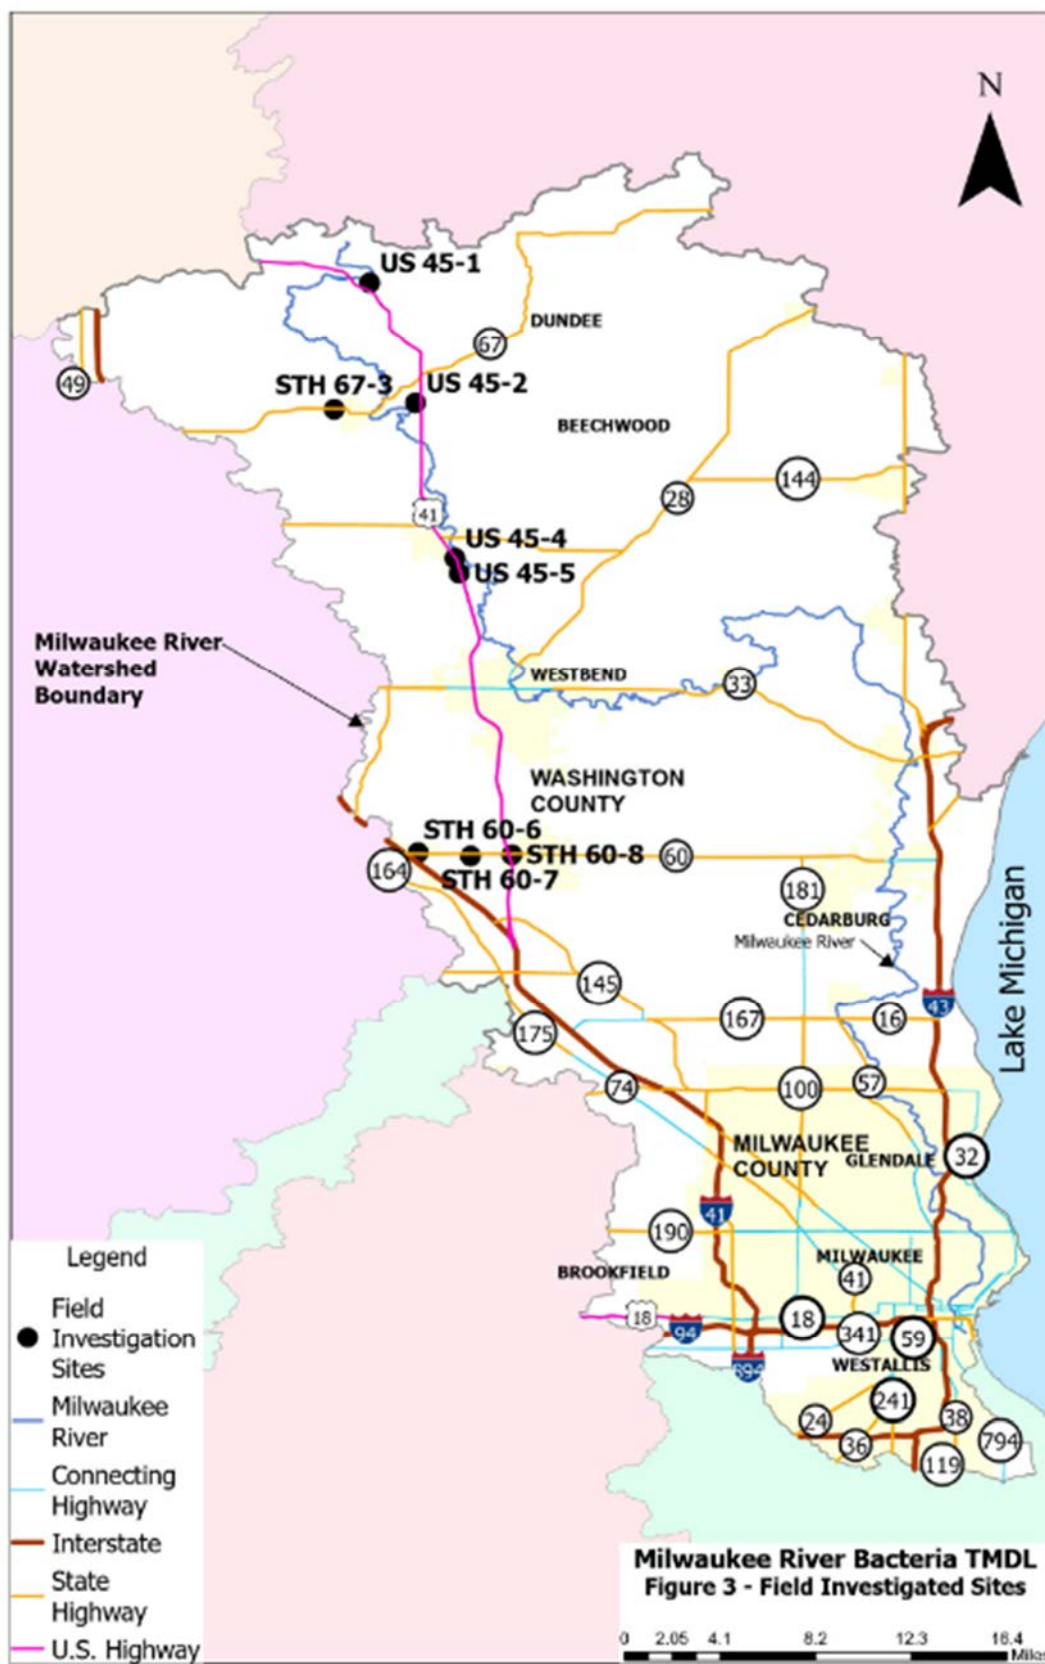 N
US 45-1
DUNDEE
67
49
STH 67-3
US 45-2
BEECHWOOD
144
28
41
US 45-4
US 45-5
Milwaukee River
Watershed
Boundary
WESTBEND
33
WASHINGTON
COUNTY
STH 60-6
STH 60-8
60
164
STH 60-7
181
CEDARBURG
Milwaukee River
Lake Michigan
145
43
167
16
175
74
100
57
MILWAUKEE
COUNTY
GLENDALE
32
41
190
BROOKFIELD
MILWAUKEE
41
18
94
18
341
59
894
WESTALLIS
241
24
38
36
794
119
Legend
Field
Investigation
Sites
Milwaukee
River
Connecting
Highway
Interstate
State
Highway
U.S. Highway
Milwaukee River Bacteria TMDL
Figure 3 - Field Investigated Sites
0 2.05 4.1 8.2 12.3 16.4
Miles